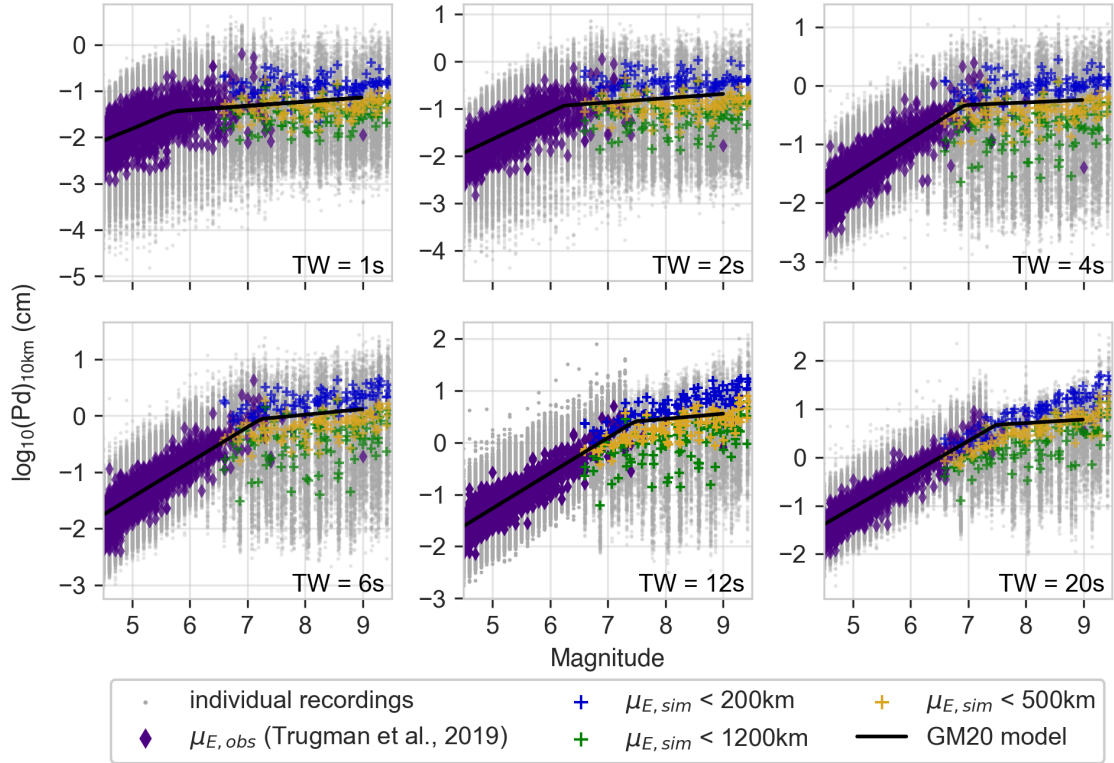 log10(Pd)10km (cm)
0
−1
−2
−3
−4
−5
TW = 1s
1
0
−1
−2
−3
−4
TW = 2s
1
0
−1
−2
−3
TW = 4s
1
0
−1
−2
−3
5 6 7 8 9
TW = 6s
2
1
0
−1
−2
−3
5 6 7 8 9
TW = 12s
2
1
0
−1
−2
5 6 7 8 9
TW = 20s
Magnitude
individual recordings
μE,obs (Trugman et al., 2019)
μE,sim < 200km
μE,sim < 1200km
μE,sim < 500km
GM20 model